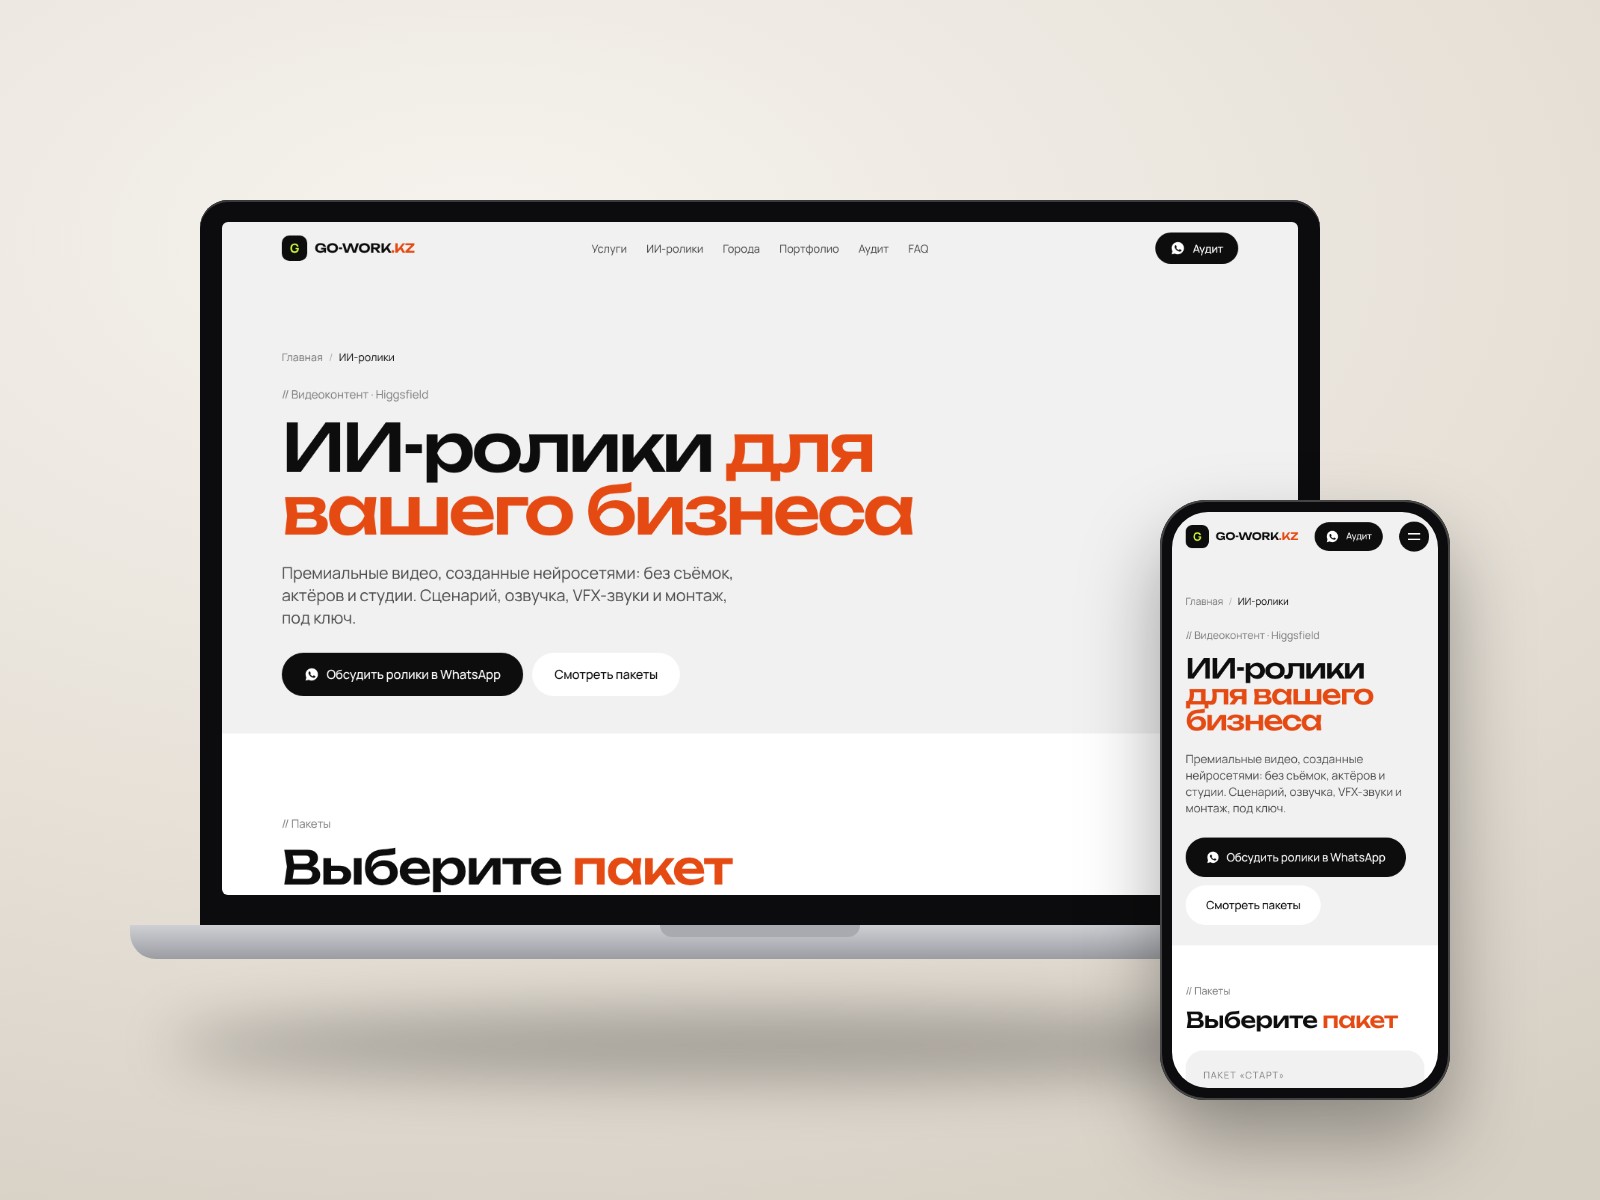 G GO-WORK.KZ Услуги ИИ-ролики Города Портфолио Аудит FAQ Аудит
Главная / ИИ-ролики
// Видеоконтент · Higgsfield
ИИ-ролики для
вашего бизнеса
Премиальные видео, созданные нейросетями: без съёмок,
актёров и студии. Сценарий, озвучка, VFX-звуки и монтаж,
под ключ.
Обсудить ролики в WhatsApp Смотреть пакеты
// Пакеты
Выберите пакет
G GO-WORK.KZ Аудит
Главная / ИИ-ролики
// Видеоконтент · Higgsfield
ИИ-ролики
для вашего
бизнеса
Премиальные видео, созданные
нейросетями: без съёмок, актёров и
студии. Сценарий, озвучка, VFX-звуки и
монтаж, под ключ.
Обсудить ролики в WhatsApp
Смотреть пакеты
// Пакеты
Выберите пакет
ПАКЕТ «СТАРТ»